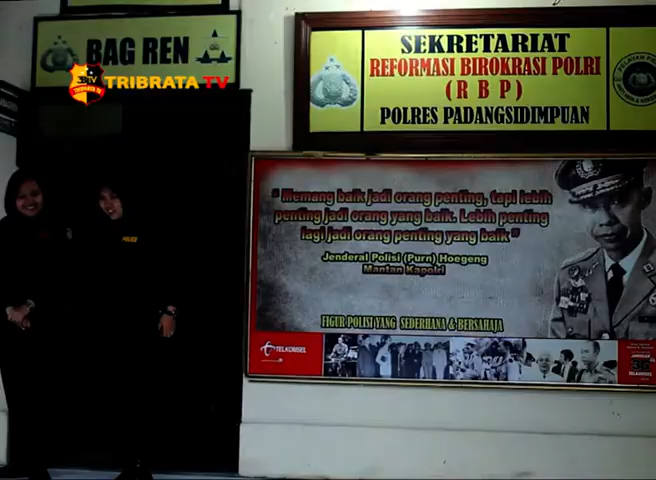 BAG REN
TRIBRATA TV
SEKRETARIAT
REFORMASI BIROKRASI POLRI
( R B P )
POLRES PADANGSIDIMPUAN
" Memang baik jadi orang penting, tapi lebih
penting jadi orang yang baik. Lebih penting
lagi jadi orang penting yang baik "
Jenderal Polisi (Purn) Hoegeng
Mantan Kapolri
FIGUR POLISI YANG SEDERHANA & BERSAHAJA
TELKOMSEL
POLICE